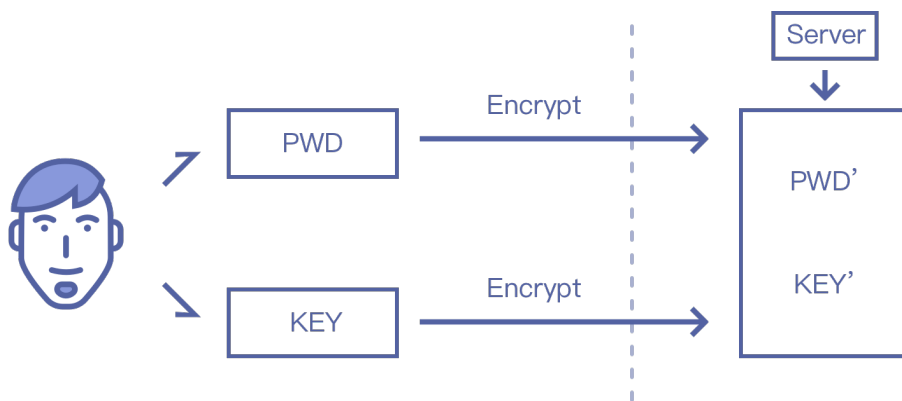 Server
Encrypt
PWD
PWD’
Encrypt
KEY’
KEY